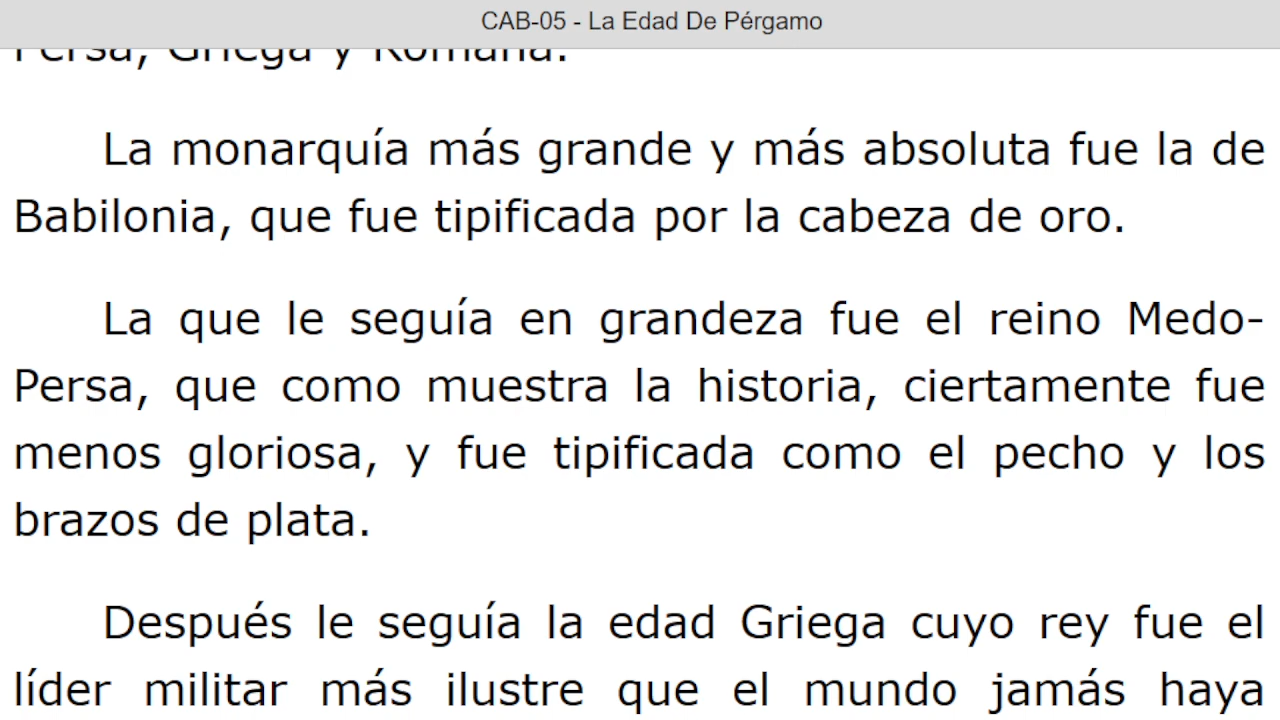 CAB-05 - La Edad De Pérgamo
Persa, Griega y Romana.
La monarquía más grande y más absoluta fue la de
Babilonia, que fue tipificada por la cabeza de oro.
La que le seguía en grandeza fue el reino Medo-
Persa, que como muestra la historia, ciertamente fue
menos gloriosa, y fue tipificada como el pecho y los
brazos de plata.
Después le seguía la edad Griega cuyo rey fue el
líder militar más ilustre que el mundo jamás haya